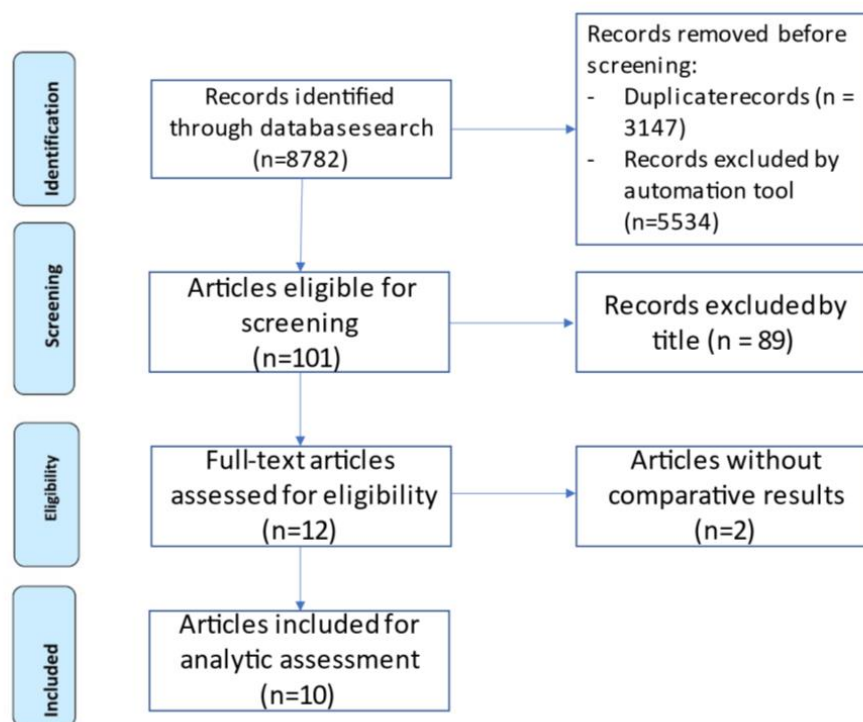 Identification
Records identified
through databasesearch
(n=8782)
Records removed before
screening:
- Duplicaterecords (n =
3147)
- Records excluded by
automation tool
(n=5534)
Screening
Articles eligible for
screening
(n=101)
Records excluded by
title (n = 89)
Eligibility
Full-text articles
assessed for eligibility
(n=12)
Articles without
comparative results
(n=2)
Included
Articles included for
analytic assessment
(n=10)